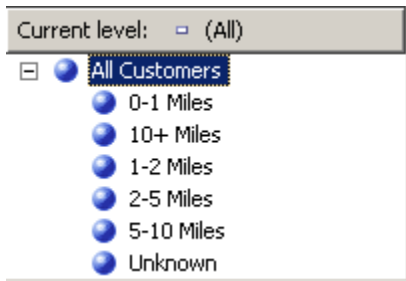 Current level: (All)
All Customers
0-1 Miles
10+ Miles
1-2 Miles
2-5 Miles
5-10 Miles
Unknown